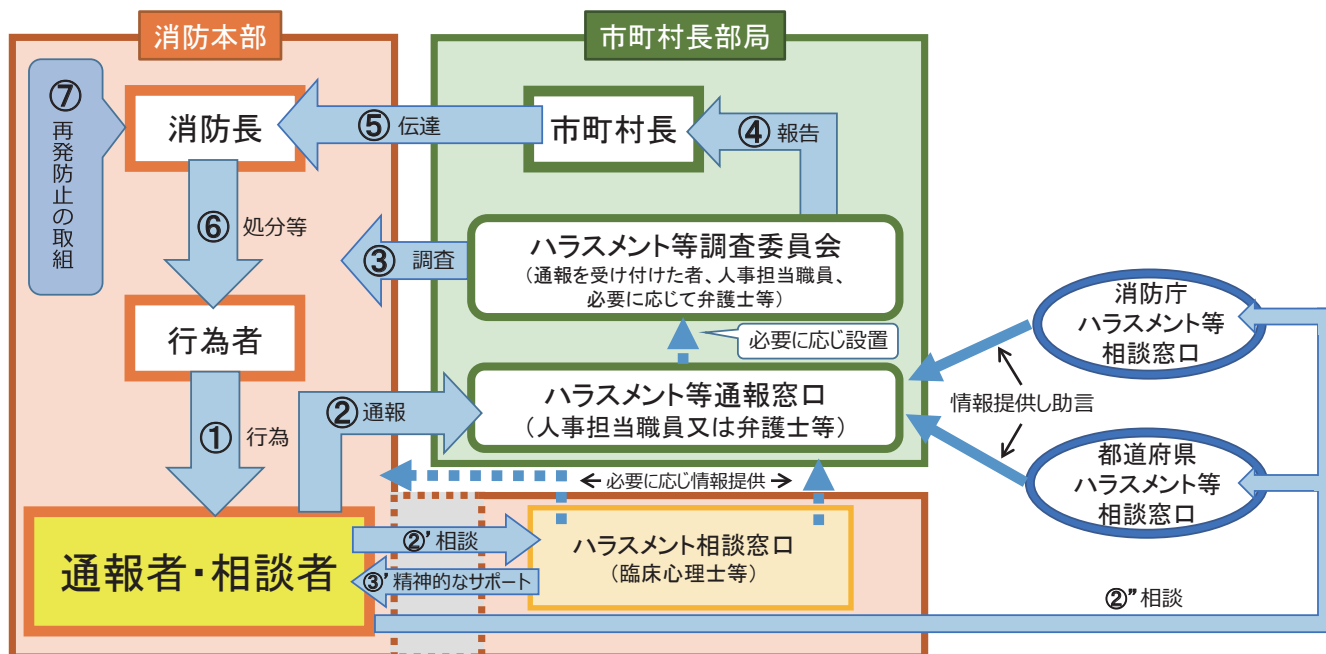 消防本部
市町村長部局
⑦
再発防止の取組
消防長
⑤ 伝達
市町村長
④ 報告
⑥ 処分等
③ 調査
ハラスメント等調査委員会
（通報を受け付けた者、人事担当職員、
必要に応じて弁護士等）
行為者
必要に応じ設置
消防庁
ハラスメント等
相談窓口
① 行為
② 通報
ハラスメント等通報窓口
（人事担当職員又は弁護士等）
情報提供し助言
都道府県
ハラスメント等
相談窓口
必要に応じ情報提供
通報者・相談者
②’ 相談
③’ 精神的なサポート
ハラスメント相談窓口
（臨床心理士等）
②” 相談